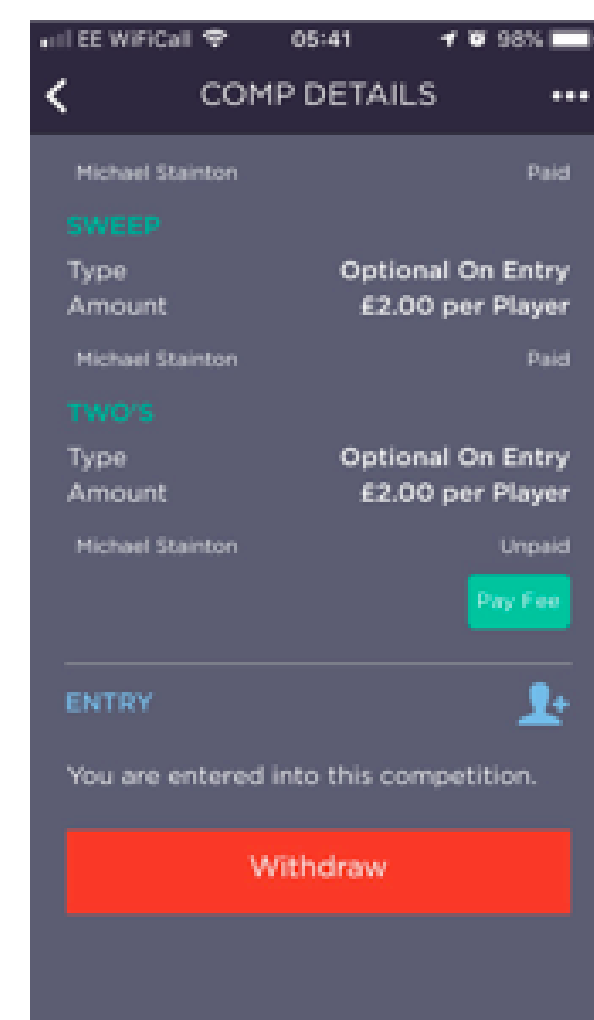 EE WiFiCall 05:41 98%
COMP DETAILS
Michael Stainton Paid
SWEEP
Type Optional On Entry
Amount £2.00 per Player
Michael Stainton Paid
TWO'S
Type Optional On Entry
Amount £2.00 per Player
Michael Stainton Unpaid
Pay Fee
ENTRY
You are entered into this competition.
Withdraw